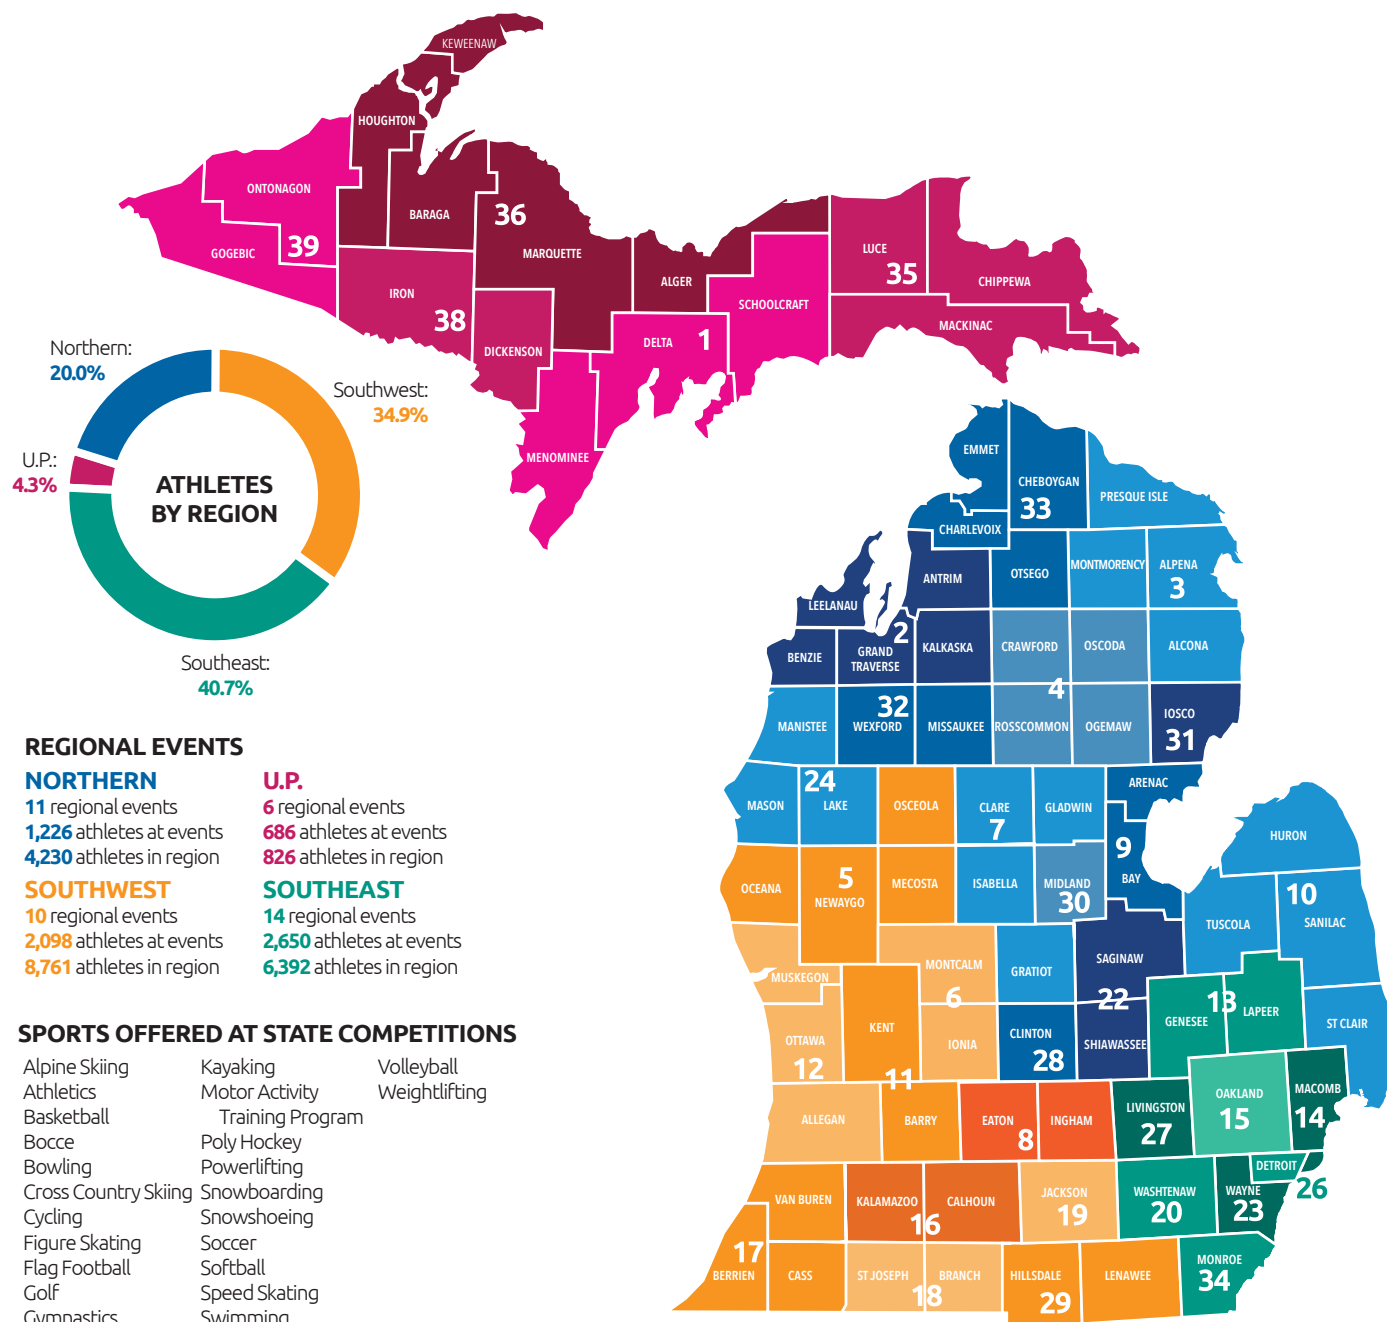 KEWEENAW
HOUGHTON
ONTONAGON
BARAGA
36
39
GOGEBIC
MARQUETTE
LUCE
35
ALGER
CHIPPEWA
IRON
SCHOOLCRAFT
38
MACKINAC
DICKENSON
DELTA
1
MENOMINEE
Northern:
20.0%
Southwest:
34.9%
U.P.:
4.3%
ATHLETES
BY REGION
Southeast:
40.7%
EMMET
CHEBOYGAN
33
PRESQUE ISLE
CHARLEVOIX
ANTRIM
OTSEGO
MONTMORENCY
ALPENA
3
LEELANAU
2
BENZIE
GRAND
TRAVERSE
KALKASKA
CRAWFORD
OSCODA
ALCONA
4
MANISTEE
32
WEXFORD
MISSAUKEE
ROSSCOMMON
OGEMAW
IOSCO
31
MASON
24
LAKE
OSCEOLA
CLARE
7
GLADWIN
ARENAC
HURON
OCEANA
5
NEWAYGO
MECOSTA
ISABELLA
MIDLAND
30
9
BAY
10
TUSCOLA
SANILAC
MUSKEGON
MONTCALM
6
GRATIOT
SAGINAW
22
13
GENESEE
LAPEER
ST CLAIR
OTTAWA
12
KENT
11
IONIA
CLINTON
28
SHIAWASSEE
ALLEGAN
BARRY
EATON
8
INGHAM
LIVINGSTON
27
OAKLAND
15
MACOMB
14
VAN BUREN
KALAMAZOO
16
CALHOUN
JACKSON
19
WASHTENAW
20
WAYNE
23
DETROIT
26
17
BERRIEN
CASS
ST JOSEPH
18
BRANCH
HILLSDALE
29
LENAWEE
MONROE
34
REGIONAL EVENTS
NORTHERN
11 regional events
1,226 athletes at events
4,230 athletes in region
U.P.
6 regional events
686 athletes at events
826 athletes in region
SOUTHWEST
10 regional events
2,098 athletes at events
8,761 athletes in region
SOUTHEAST
14 regional events
2,650 athletes at events
6,392 athletes in region
SPORTS OFFERED AT STATE COMPETITIONS
Alpine Skiing
Athletics
Basketball
Bocce
Bowling
Cross Country Skiing
Cycling
Figure Skating
Flag Football
Golf
Gymnastics
Kayaking
Motor Activity
Training Program
Poly Hockey
Powerlifting
Snowboarding
Snowshoeing
Soccer
Softball
Speed Skating
Swimming
Volleyball
Weightlifting